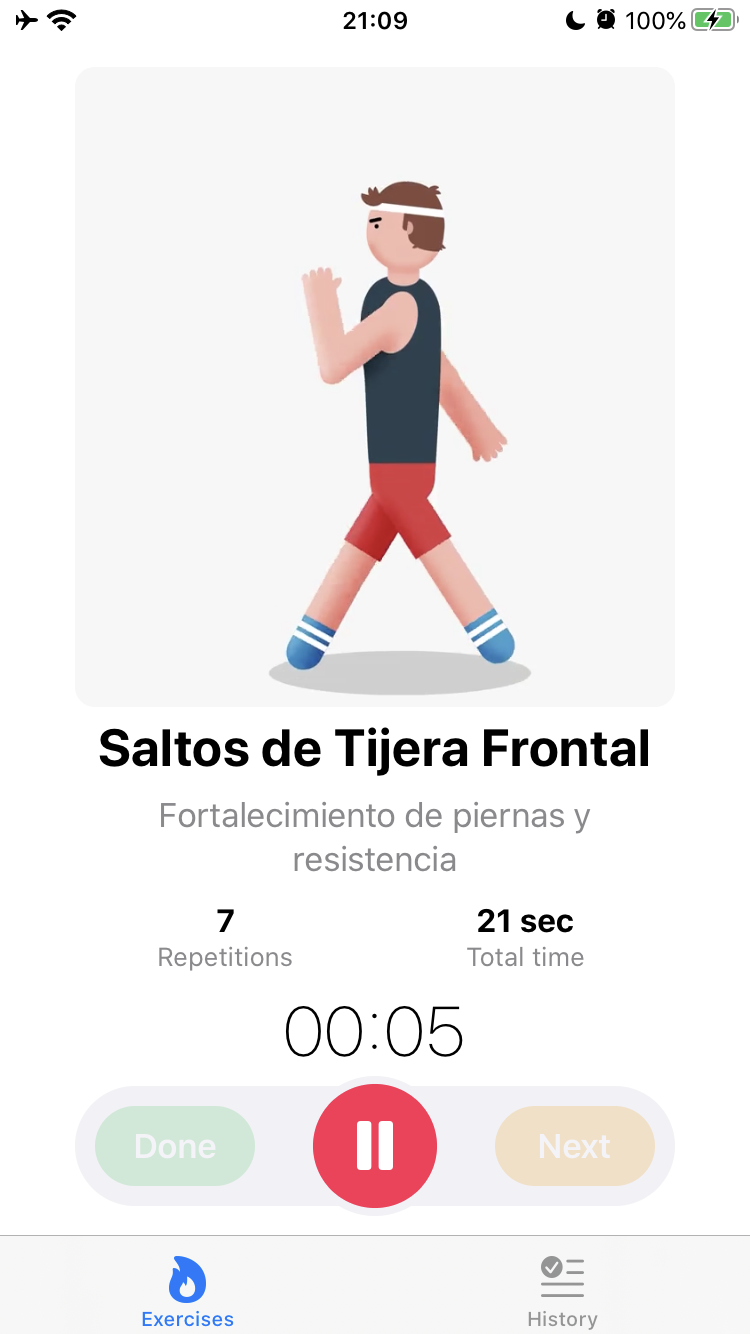 21:09
100%
Saltos de Tijera Frontal
Fortalecimiento de piernas y
resistencia
7
21 sec
Repetitions
Total time
00:05
Done
Next
Exercises
History